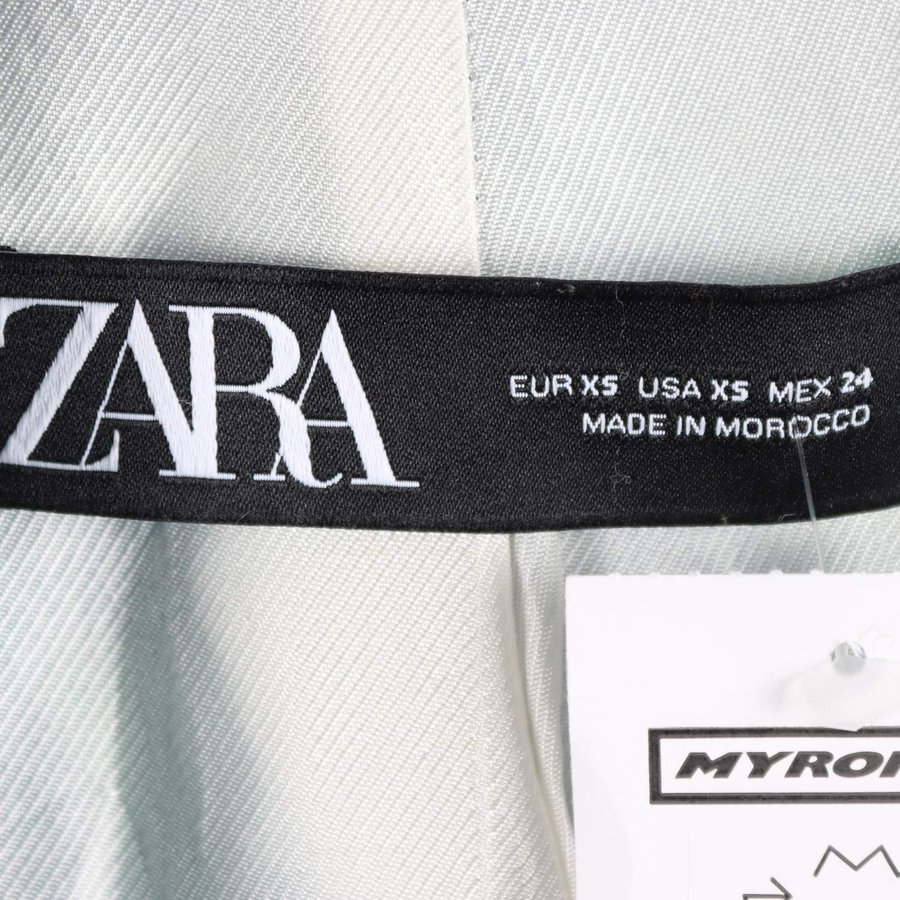 ZARA
EUR XS USA XS MEX 24
MADE IN MOROCCO